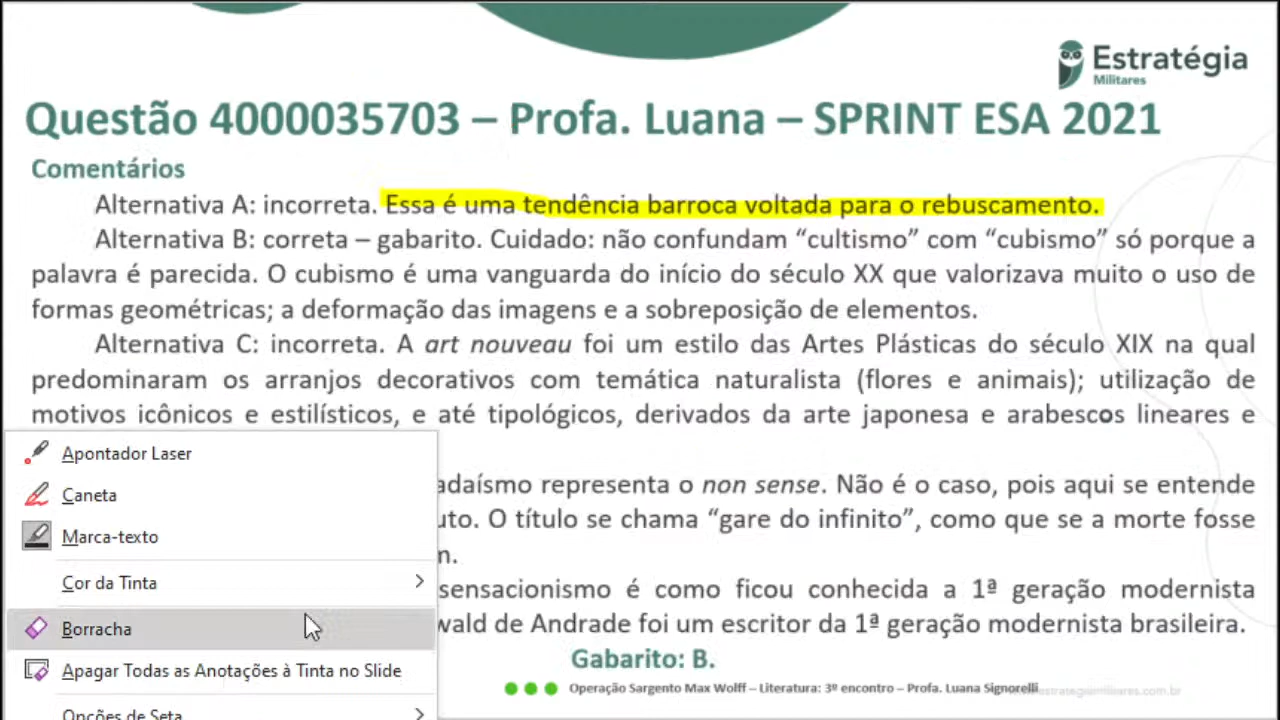 Estratégia
Militares
Questão 4000035703 – Profa. Luana – SPRINT ESA 2021
Comentários
Alternativa A: incorreta. Essa é uma tendência barroca voltada para o rebuscamento.
Alternativa B: correta – gabarito. Cuidado: não confundam “cultismo” com “cubismo” só porque a
palavra é parecida. O cubismo é uma vanguarda do início do século XX que valorizava muito o uso de
formas geométricas; a deformação das imagens e a sobreposição de elementos.
Alternativa C: incorreta. A art nouveau foi um estilo das Artes Plásticas do século XIX na qual
predominaram os arranjos decorativos com temática naturalista (flores e animais); utilização de
motivos icônicos e estilísticos, e até tipológicos, derivados da arte japonesa e arabescos lineares e
adaísmo representa o non sense. Não é o caso, pois aqui se entende
uto. O título se chama “gare do infinito”, como que se a morte fosse
n.
sensacionismo é como ficou conhecida a 1ª geração modernista
wald de Andrade foi um escritor da 1ª geração modernista brasileira.
Gabarito: B.
Operação Sargento Max Wolff – Literatura: 3º encontro – Profa. Luana Signorelli
Apontador Laser
Caneta
Marca-texto
Cor da Tinta
Borracha
Apagar Todas as Anotações à Tinta no Slide
Opções de Seta